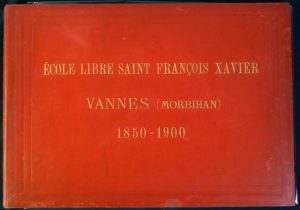 ÉCOLE LIBRE SAINT FRANÇOIS XAVIER
VANNES (MORBIHAN)
1850-1900